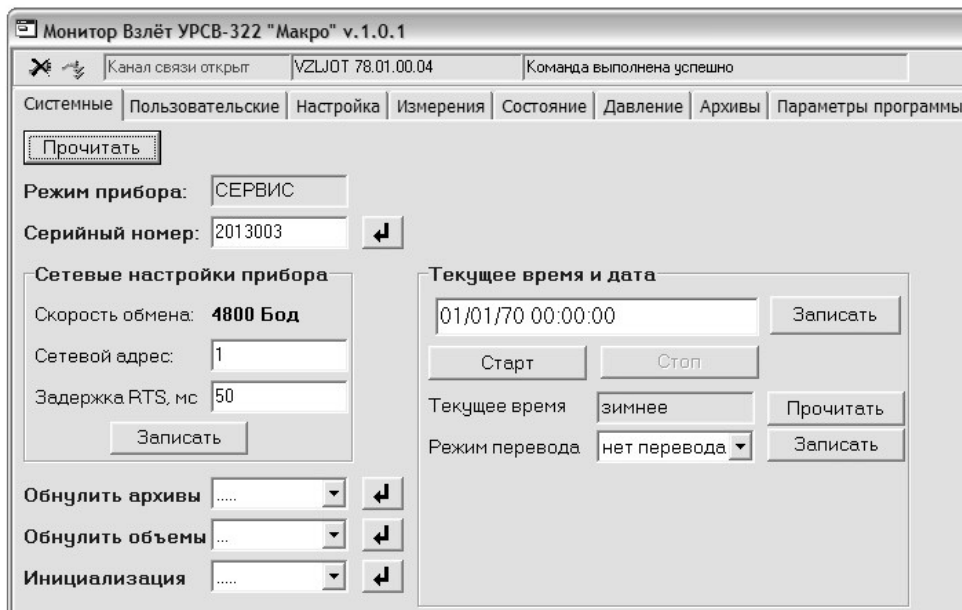 Монитор Взлёт УРСВ-322 "Макро" v.1.0.1
Канал связи открыт VZLJOT 78.01.00.04 Команда выполнена успешно
Системные Пользовательские Настройка Измерения Состояние Давление Архивы Параметры программы
Прочитать
Режим прибора: СЕРВИС
Серийный номер: 2013003
Сетевые настройки прибора
Скорость обмена: 4800 Бод
Сетевой адрес: 1
Задержка RTS, мс 50
Записать
Обнулить архивы .....
Обнулить объемы ...
Инициализация .....
Текущее время и дата
01/01/70 00:00:00 Записать
Старт Стоп
Текущее время зимнее Прочитать
Режим перевода нет перевода Записать